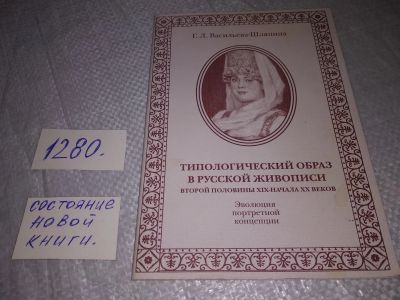 Г. Л. Васильева-Шляпина
ТИПОЛОГИЧЕСКИЙ ОБРАЗ
В РУССКОЙ ЖИВОПИСИ
ВТОРОЙ ПОЛОВИНЫ XIX-НАЧАЛА XX ВЕКОВ
Эволюция
портретной
концепции
1280.
состояние
новой
книги.